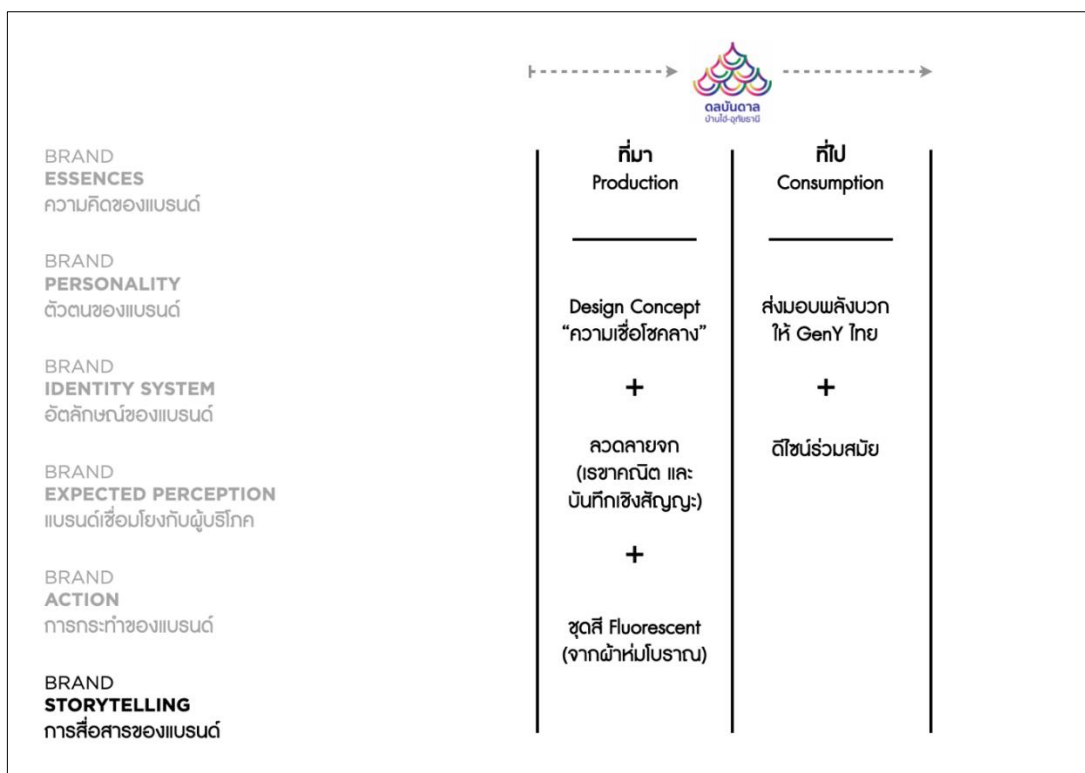 ดลบันดาล
บ้านไฮ่-อุทัยธานี
BRAND
ESSENCES
ความคิดของแบรนด์
BRAND
PERSONALITY
ตัวตนของแบรนด์
BRAND
IDENTITY SYSTEM
อัตลักษณ์ของแบรนด์
BRAND
EXPECTED PERCEPTION
แบรนด์เชื่อมโยงกับผู้บริโภค
BRAND
ACTION
การกระทำของแบรนด์
BRAND
STORYTELLING
การสื่อสารของแบรนด์
ที่มา
Production
Design Concept
“ความเชื่อโชคลาง”
+
ลวดลายจก
(เรขาคณิต และ
บันทึกเชิงสัญญะ)
+
ชุดสี Fluorescent
(จากผ้าห่มโบราณ)
ที่ไป
Consumption
ส่งมอบพลังบวก
ให้ GenY ไทย
+
ดีไซน์ร่วมสมัย